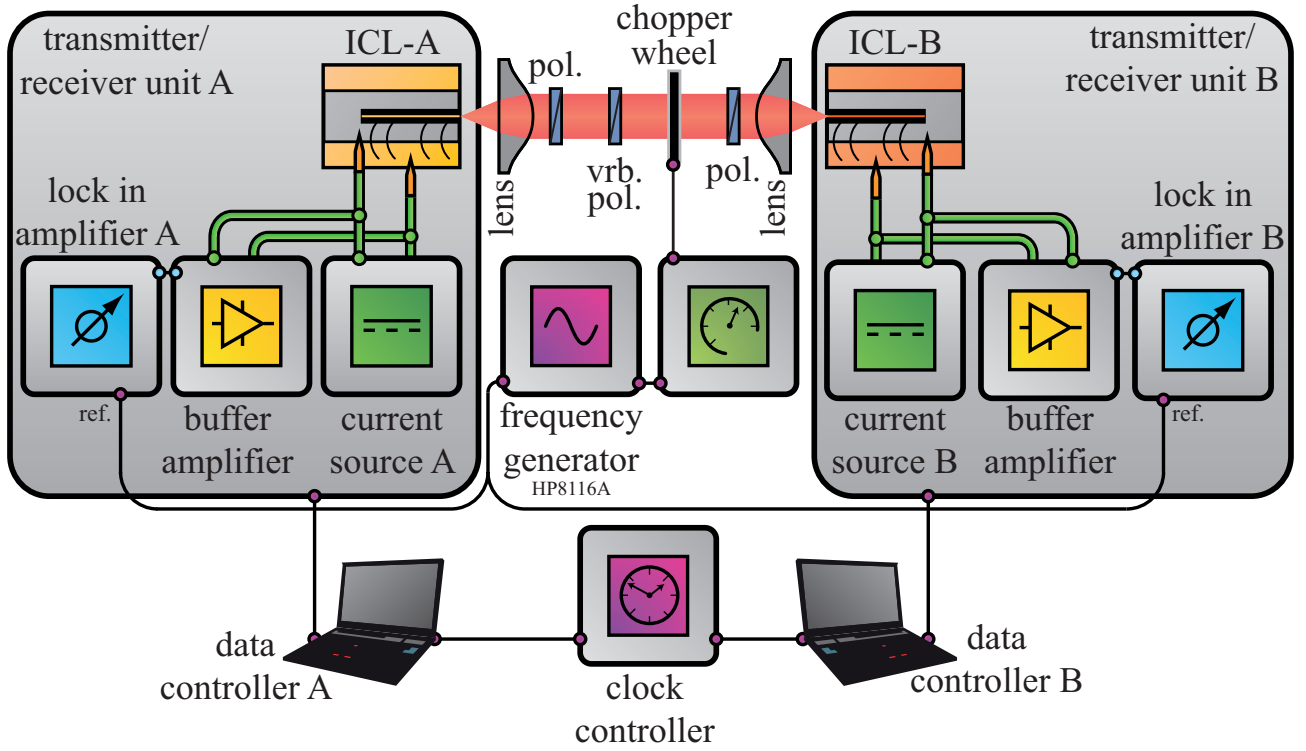 transmitter/
receiver unit A
ICL-A
pol.
chopper
wheel
ICL-B
transmitter/
receiver unit B
lens
vrb.
pol.
pol.
lens
lock in
amplifier A
lock in
amplifier B
ref.
buffer
amplifier
current
source A
frequency
generator
HP8116A
current
source B
buffer
amplifier
ref.
data
controller A
clock
controller
data
controller B